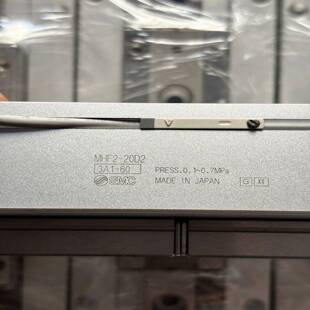 MHF2-20D2
3A1-60 PRESS.0.1~0.7MPa
SMC MADE IN JAPAN